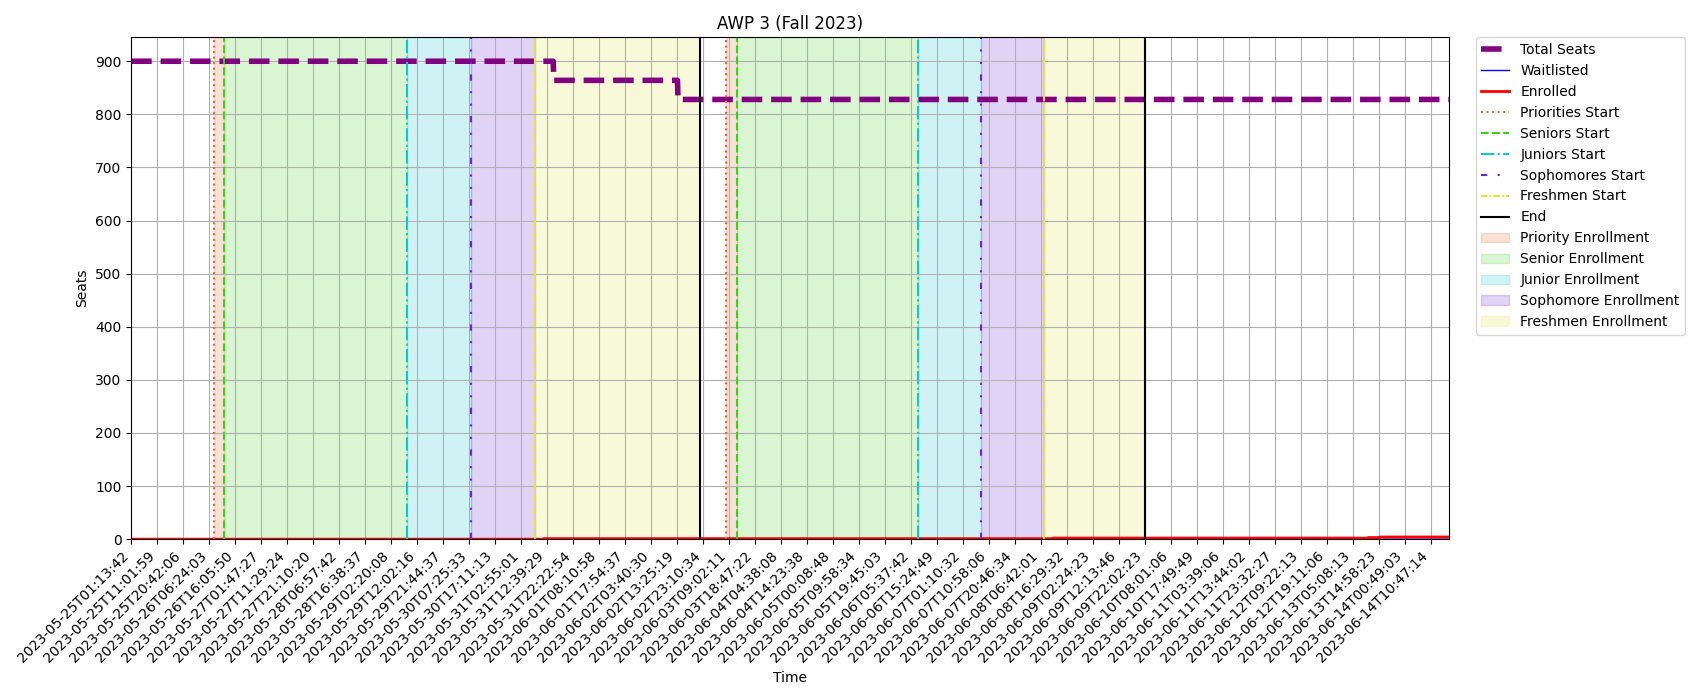 AWP 3 (Fall 2023)
Total Seats
Waitlisted
Enrolled
Priorities Start
Seniors Start
Juniors Start
Sophomores Start
Freshmen Start
End
Priority Enrollment
Senior Enrollment
Junior Enrollment
Sophomore Enrollment
Freshmen Enrollment
Seats
900
800
700
600
500
400
300
200
100
0
2023-05-25T01:13:42
2023-05-25T11:01:59
2023-05-25T20:42:06
2023-05-26T06:24:03
2023-05-26T16:05:50
2023-05-27T01:47:27
2023-05-27T11:29:24
2023-05-27T21:10:20
2023-05-28T06:57:42
2023-05-28T16:38:37
2023-05-29T02:20:08
2023-05-29T12:02:16
2023-05-29T21:44:37
2023-05-30T07:25:33
2023-05-30T17:11:13
2023-05-31T02:55:01
2023-05-31T12:39:29
2023-05-31T22:22:54
2023-06-01T08:10:58
2023-06-01T17:54:37
2023-06-02T03:40:30
2023-06-02T13:25:19
2023-06-02T23:10:34
2023-06-03T09:02:11
2023-06-03T18:47:22
2023-06-04T04:38:08
2023-06-04T14:23:38
2023-06-05T00:08:48
2023-06-05T09:58:34
2023-06-05T19:45:03
2023-06-06T05:37:42
2023-06-06T15:24:49
2023-06-07T01:10:32
2023-06-07T10:58:06
2023-06-07T20:46:34
2023-06-08T06:42:01
2023-06-08T16:29:32
2023-06-09T02:24:23
2023-06-09T12:13:46
2023-06-09T22:02:23
2023-06-10T08:01:06
2023-06-10T17:49:49
2023-06-11T03:39:06
2023-06-11T13:44:02
2023-06-11T23:32:27
2023-06-12T09:22:13
2023-06-12T19:11:06
2023-06-13T05:08:13
2023-06-13T14:58:23
2023-06-14T00:49:03
2023-06-14T10:47:14
Time